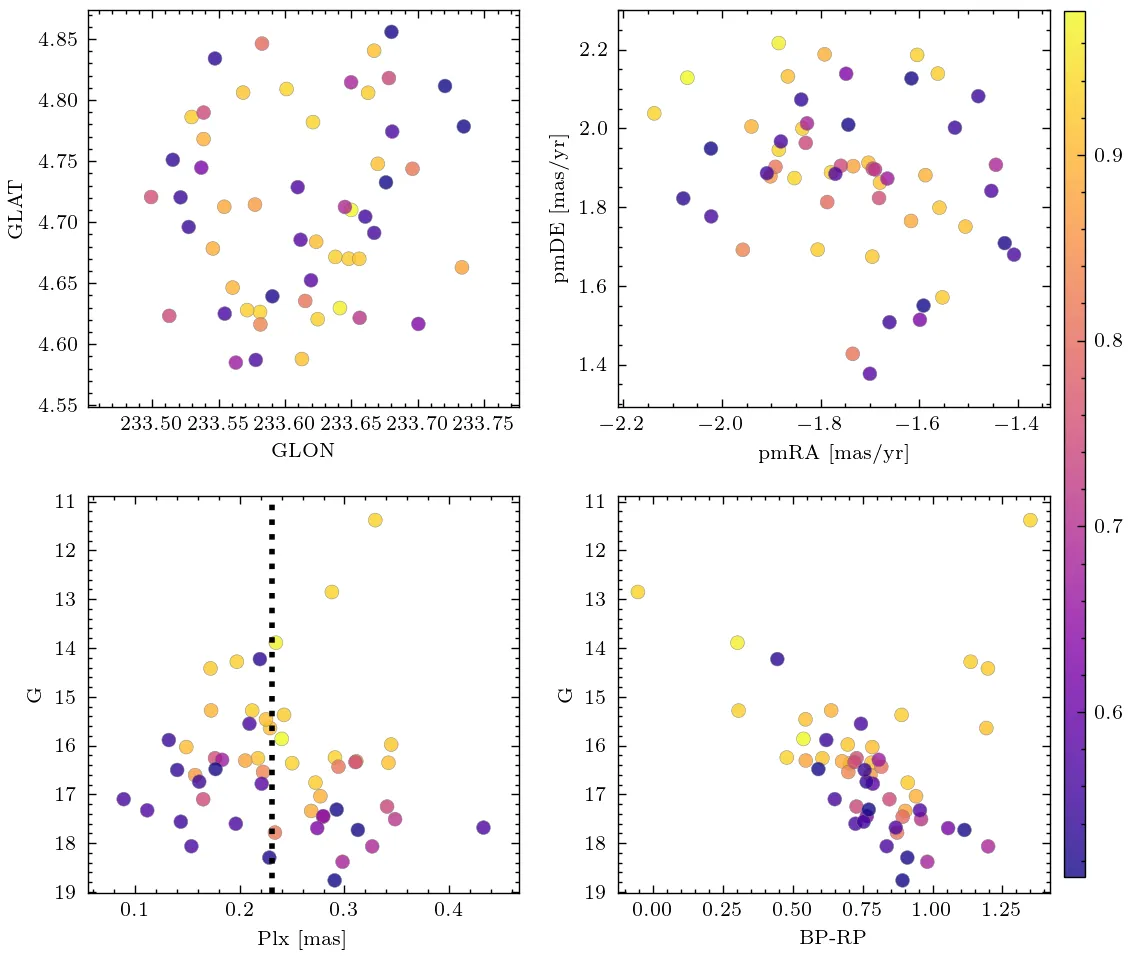 4.85
4.80
4.75
4.70
4.65
4.60
4.55
GLAT
233.50 233.55 233.60 233.65 233.70 233.75
GLON
2.2
2.0
1.8
1.6
1.4
pmDE [mas/yr]
−2.2 −2.0 −1.8 −1.6 −1.4
pmRA [mas/yr]
0.9
0.8
0.7
0.6
11
12
13
14
15
16
17
18
19
G
0.1 0.2 0.3 0.4
Plx [mas]
11
12
13
14
15
16
17
18
19
G
0.00 0.25 0.50 0.75 1.00 1.25
BP-RP